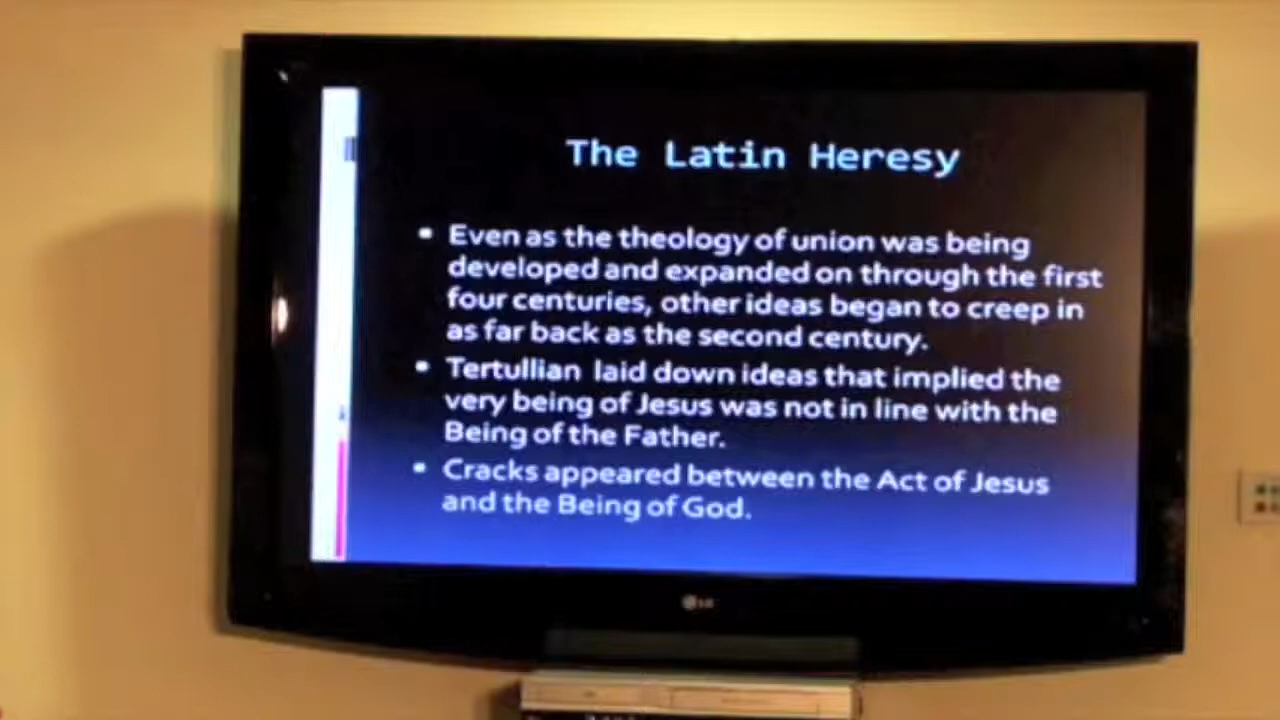 The Latin Heresy
▪ Even as the theology of union was being
developed and expanded on through the first
four centuries, other ideas began to creep in
as far back as the second century.
▪ Tertullian laid down ideas that implied the
very being of Jesus was not in line with the
Being of the Father.
▪ Cracks appeared between the Act of Jesus
and the Being of God.
LG